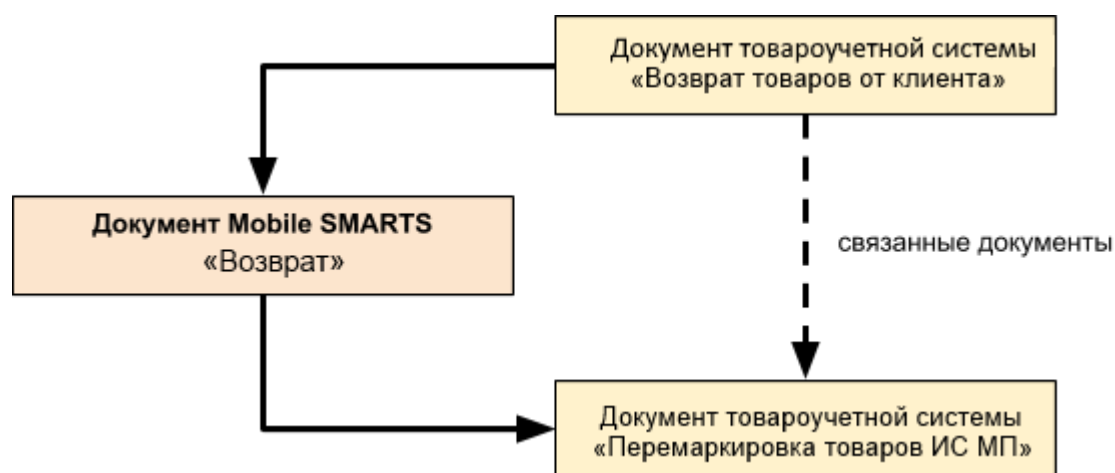 Документ товароучетной системы
«Возврат товаров от клиента»
Документ Mobile SMARTS
«Возврат»
связанные документы
Документ товароучетной системы
«Перемаркировка товаров ИС МП»